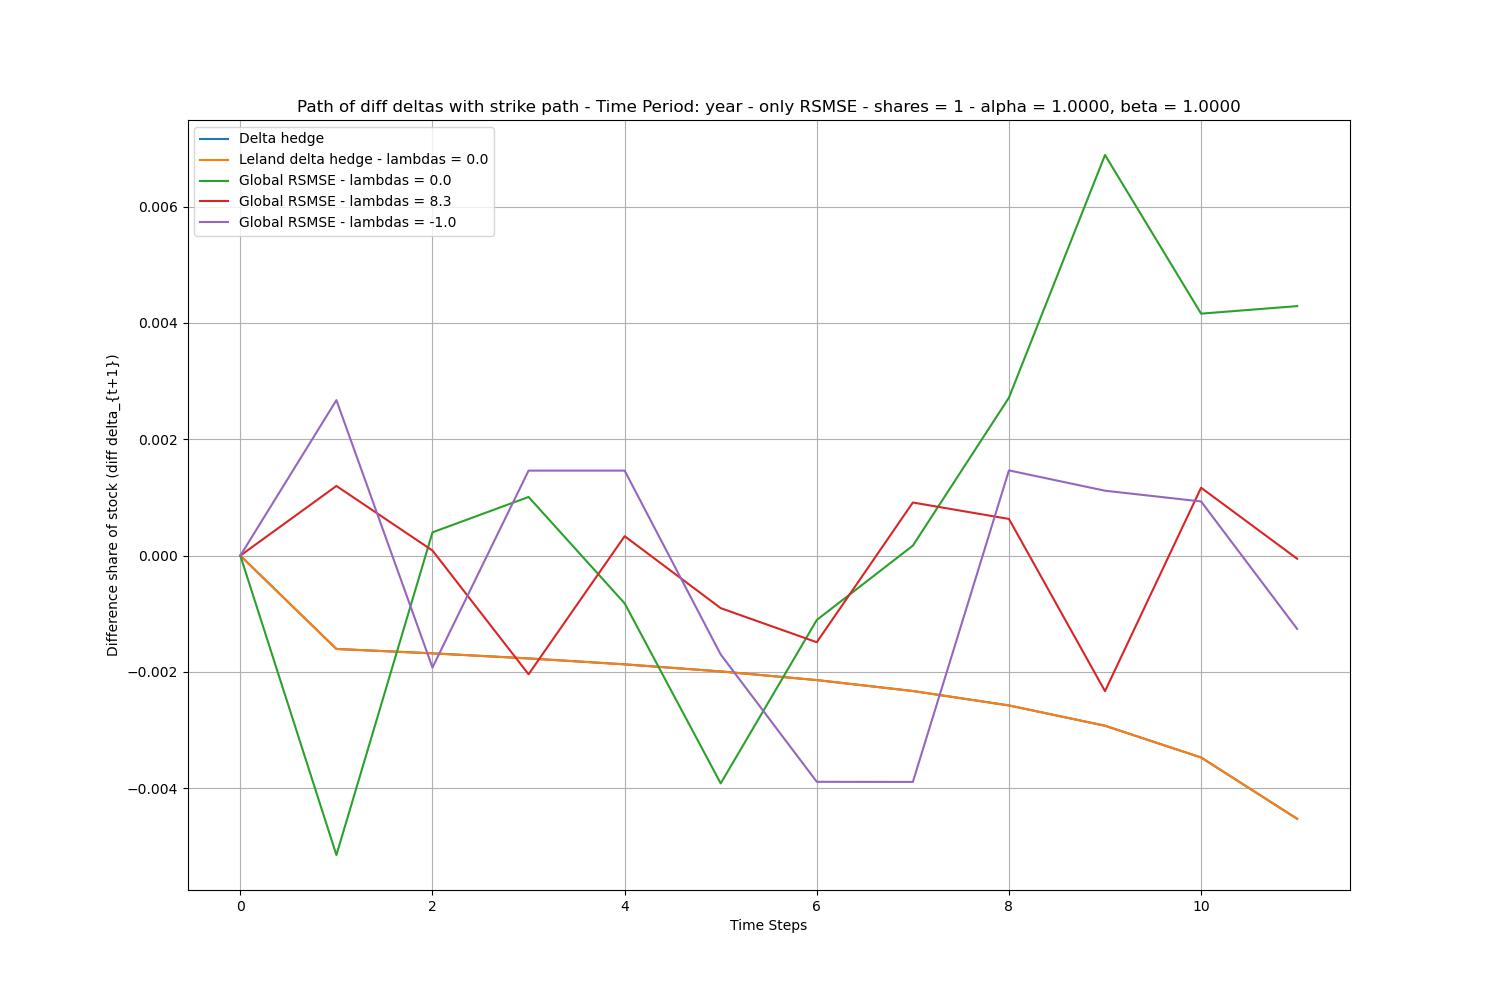 Path of diff deltas with strike path - Time Period: year - only RSMSE - shares = 1 - alpha = 1.0000, beta = 1.0000
Delta hedge
Leland delta hedge - lambdas = 0.0
Global RSMSE - lambdas = 0.0
Global RSMSE - lambdas = 8.3
Global RSMSE - lambdas = -1.0
Difference share of stock (diff delta_{t+1})
0.006
0.004
0.002
0.000
−0.002
−0.004
0 2 4 6 8 10
Time Steps